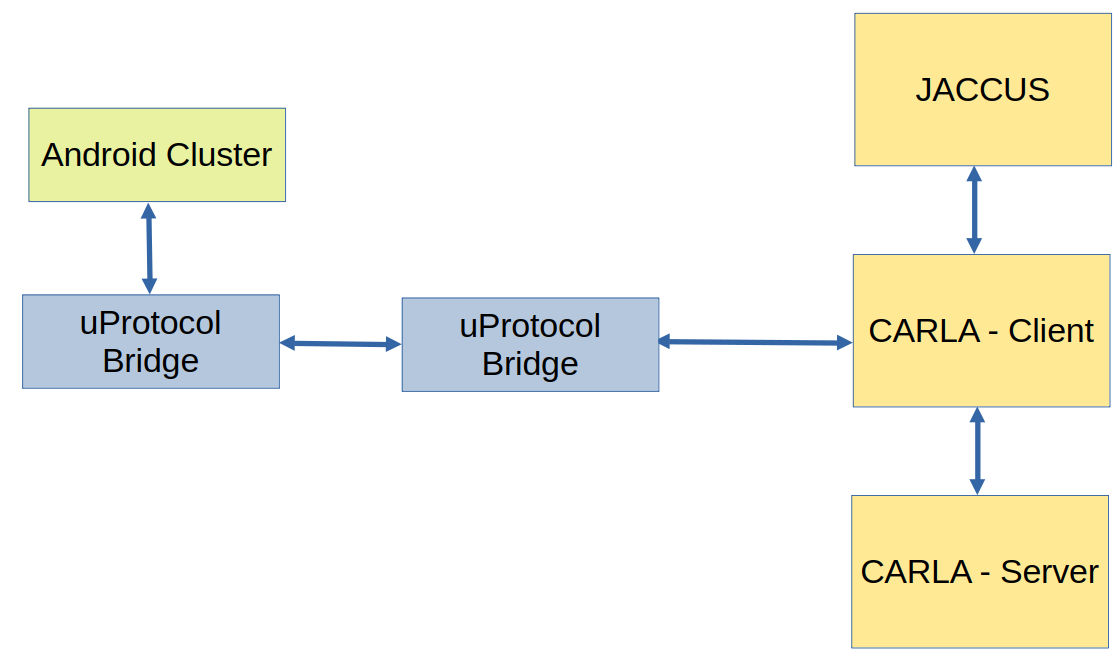 JACCUS
Android Cluster
uProtocol
Bridge
uProtocol
Bridge
CARLA - Client
CARLA - Server